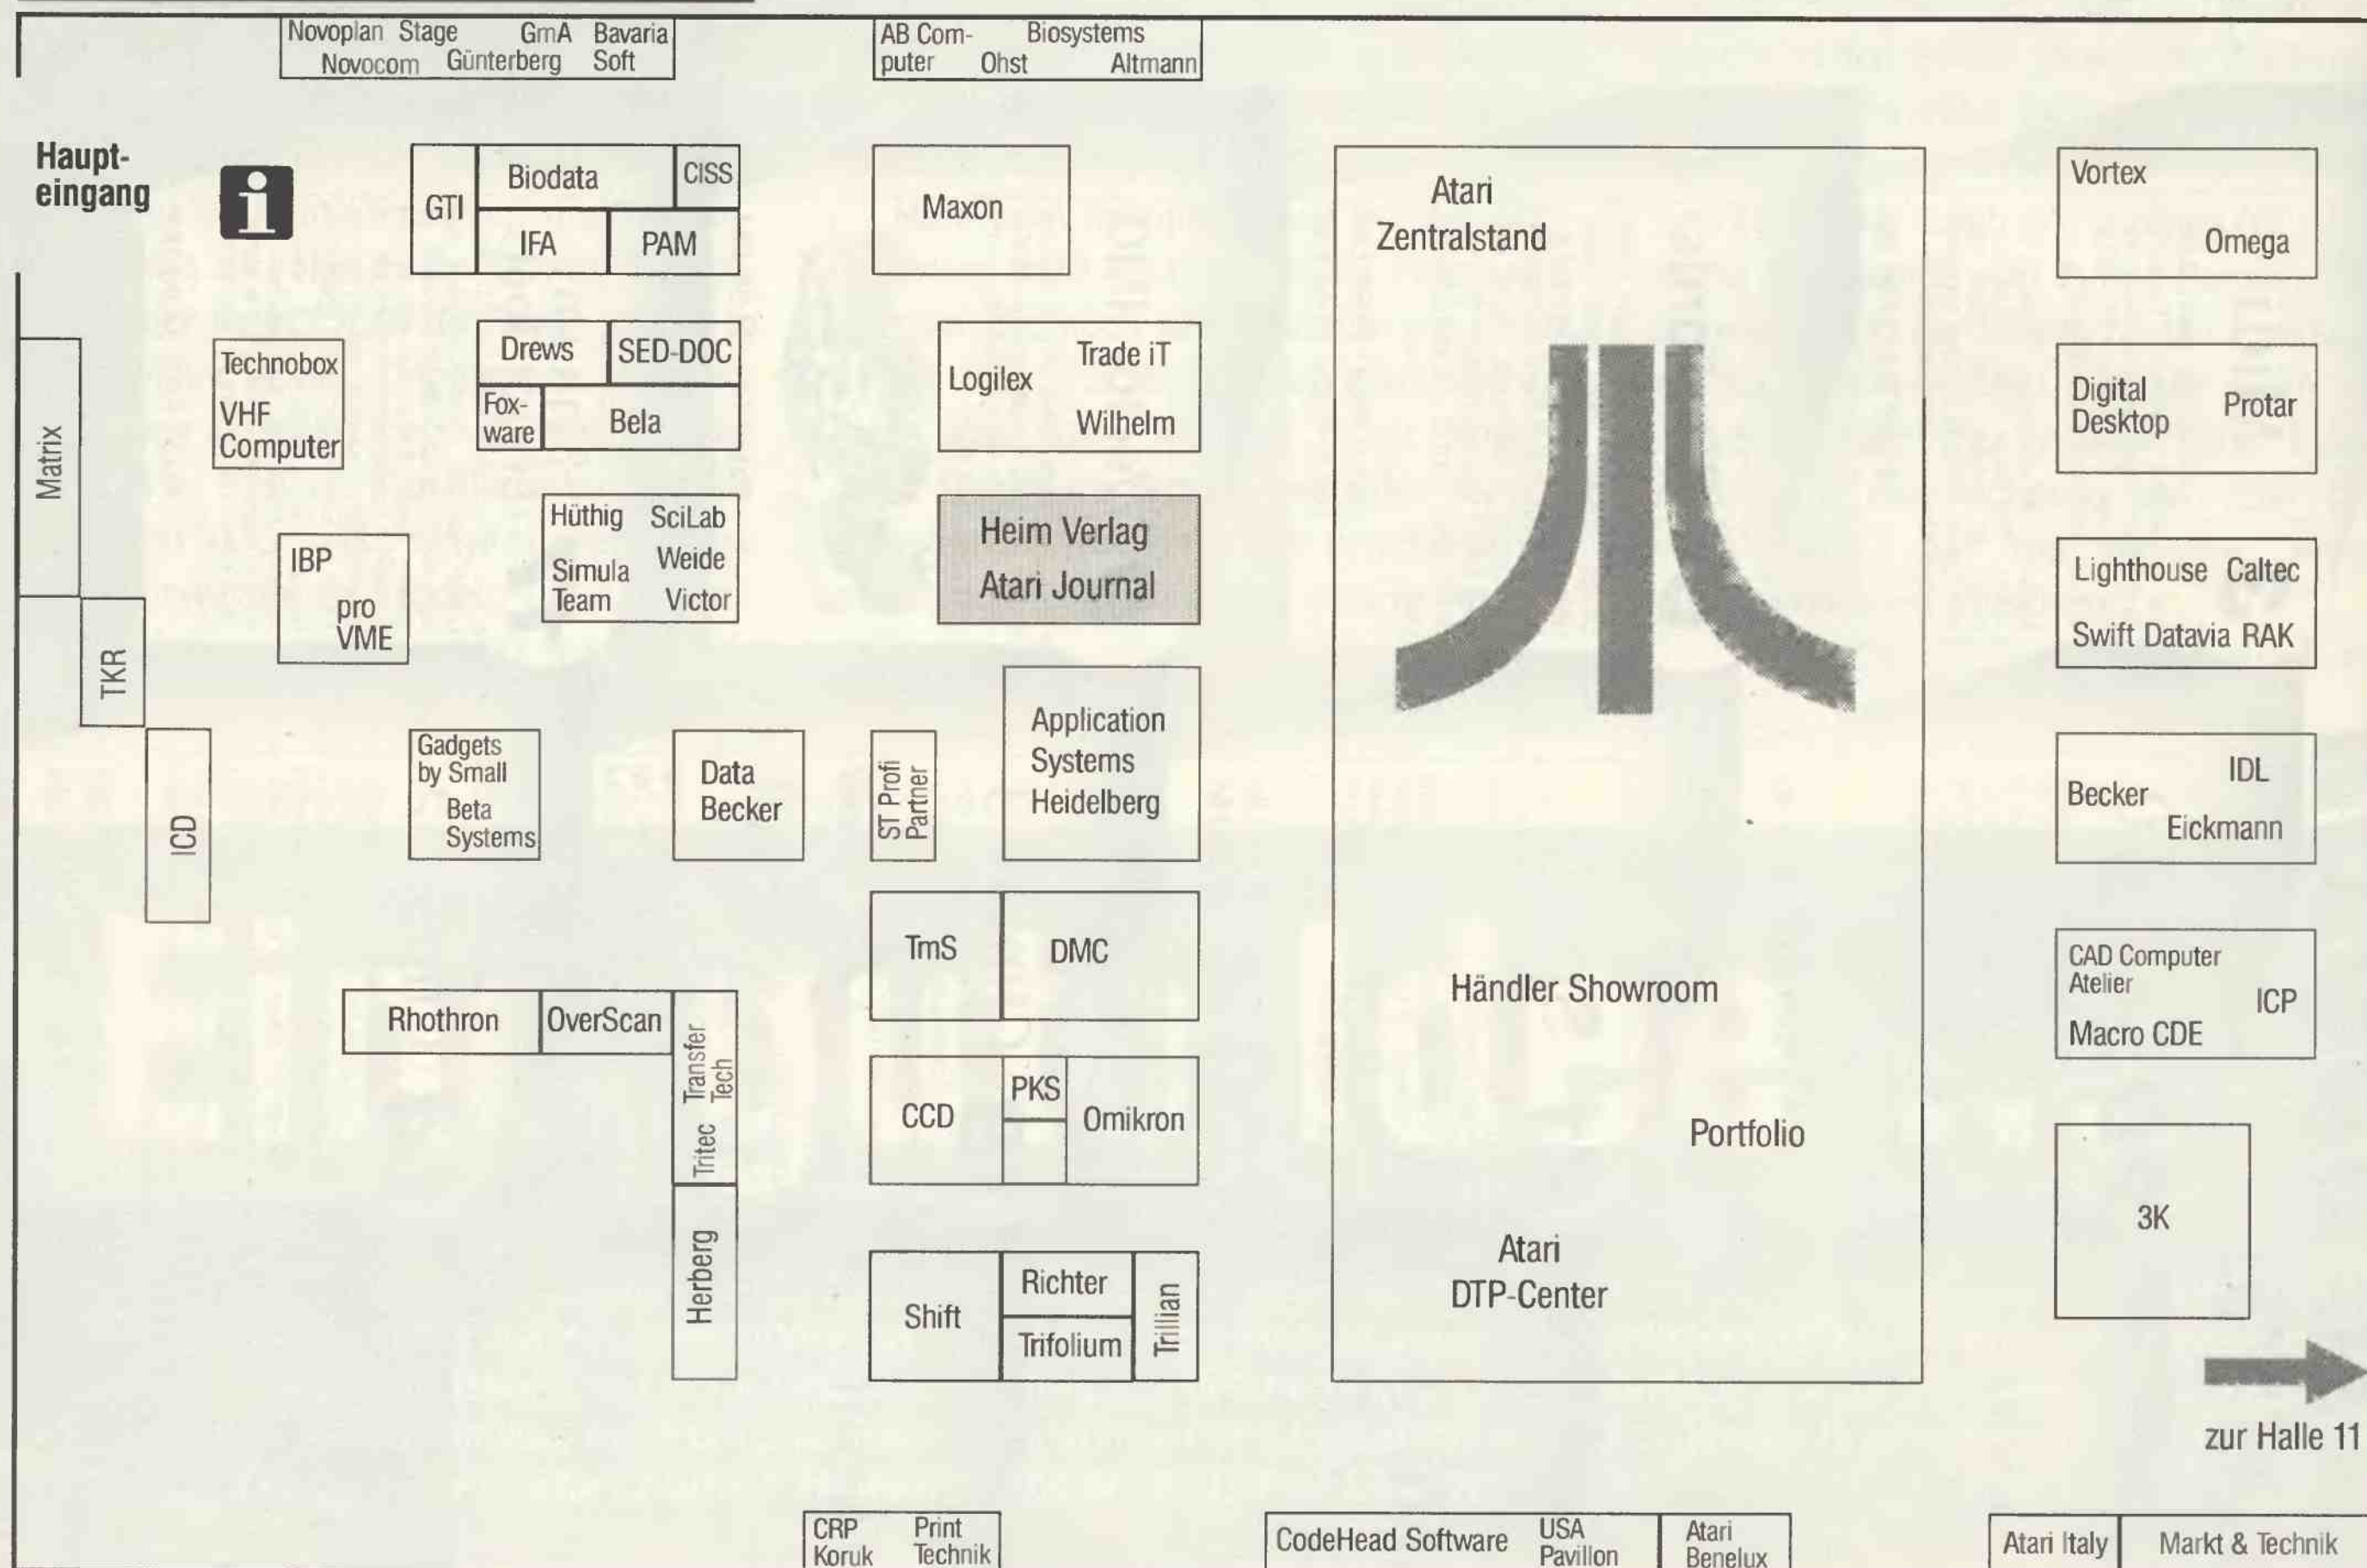 Novoplan Stage GmA Bavaria
Novocom Günterberg Soft
AB Com- Biosystems
puter Ohst Altmann
Haupt-
eingang
i
GTI
Biodata
CISS
IFA
PAM
Maxon
Atari
Zentralstand
Vortex
Omega
Matrix
Technobox
VHF
Computer
Drews
SED-DOC
Fox-
ware
Bela
Logilex
Trade iT
Wilhelm
Digital
Desktop
Protar
IBP
pro
VME
Hüthig SciLab
Simula
Team
Weide
Victor
Heim Verlag
Atari Journal
Lighthouse Caltec
Swift Datavia RAK
TKR
ICD
Gadgets
by Small
Beta
Systems
Data
Becker
ST Profi
Partner
Application
Systems
Heidelberg
Becker
IDL
Eickmann
TmS
DMC
Händler Showroom
CAD Computer
Atelier
ICP
Macro CDE
Rhothron
OverScan
Transfer
Tech
Tritec
Herberg
CCD
PKS
Omikron
Portfolio
3K
Shift
Richter
Trifolium
Trillian
Atari
DTP-Center
zur Halle 11
CRP
Koruk
Print
Technik
CodeHead Software
USA
Pavillon
Atari
Benelux
Atari Italy
Markt & Technik